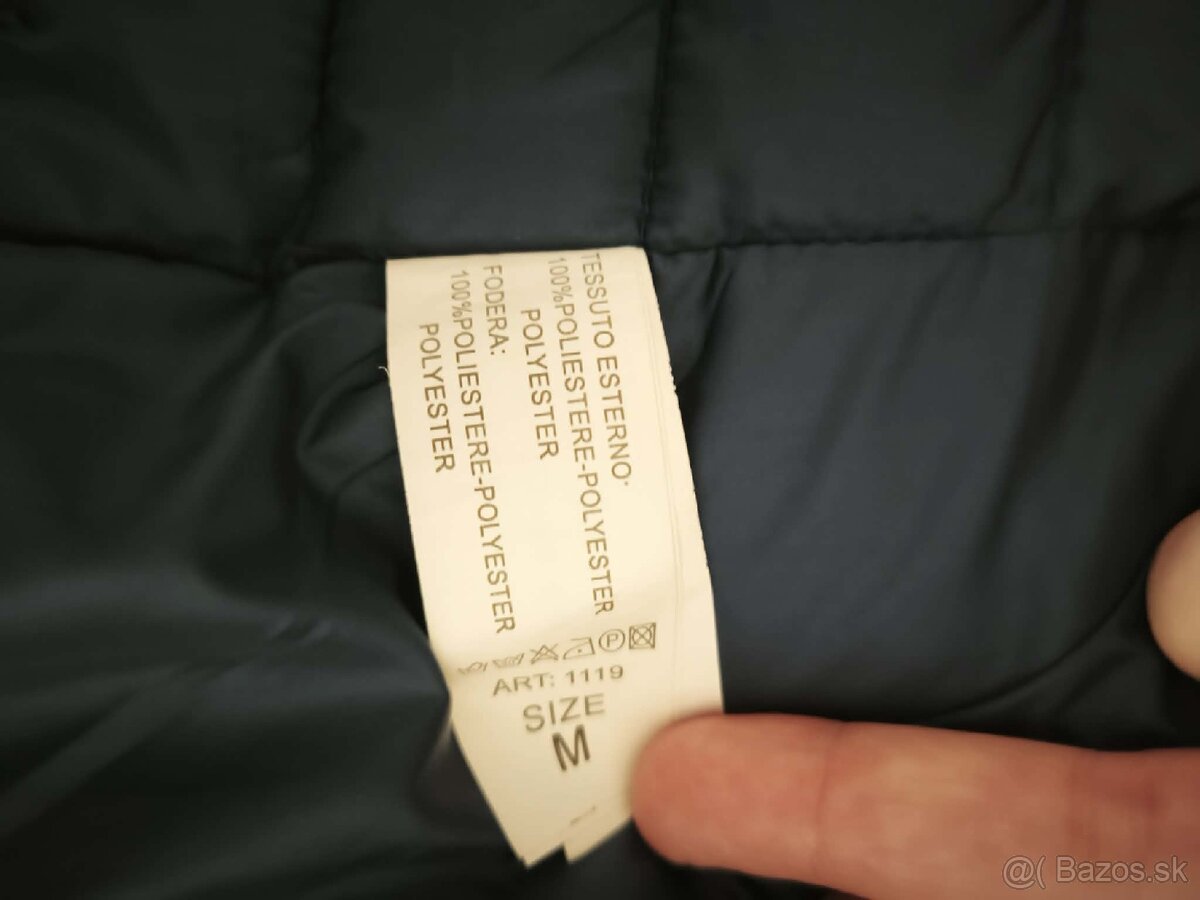 TESSUTO ESTERNO:
100%POLIESTERE-POLYESTER
POLYESTER
FODERA:
100%POLIESTERE-POLYESTER
POLYESTER
P
ART: 1119
SIZE
M
@( Bazos.sk